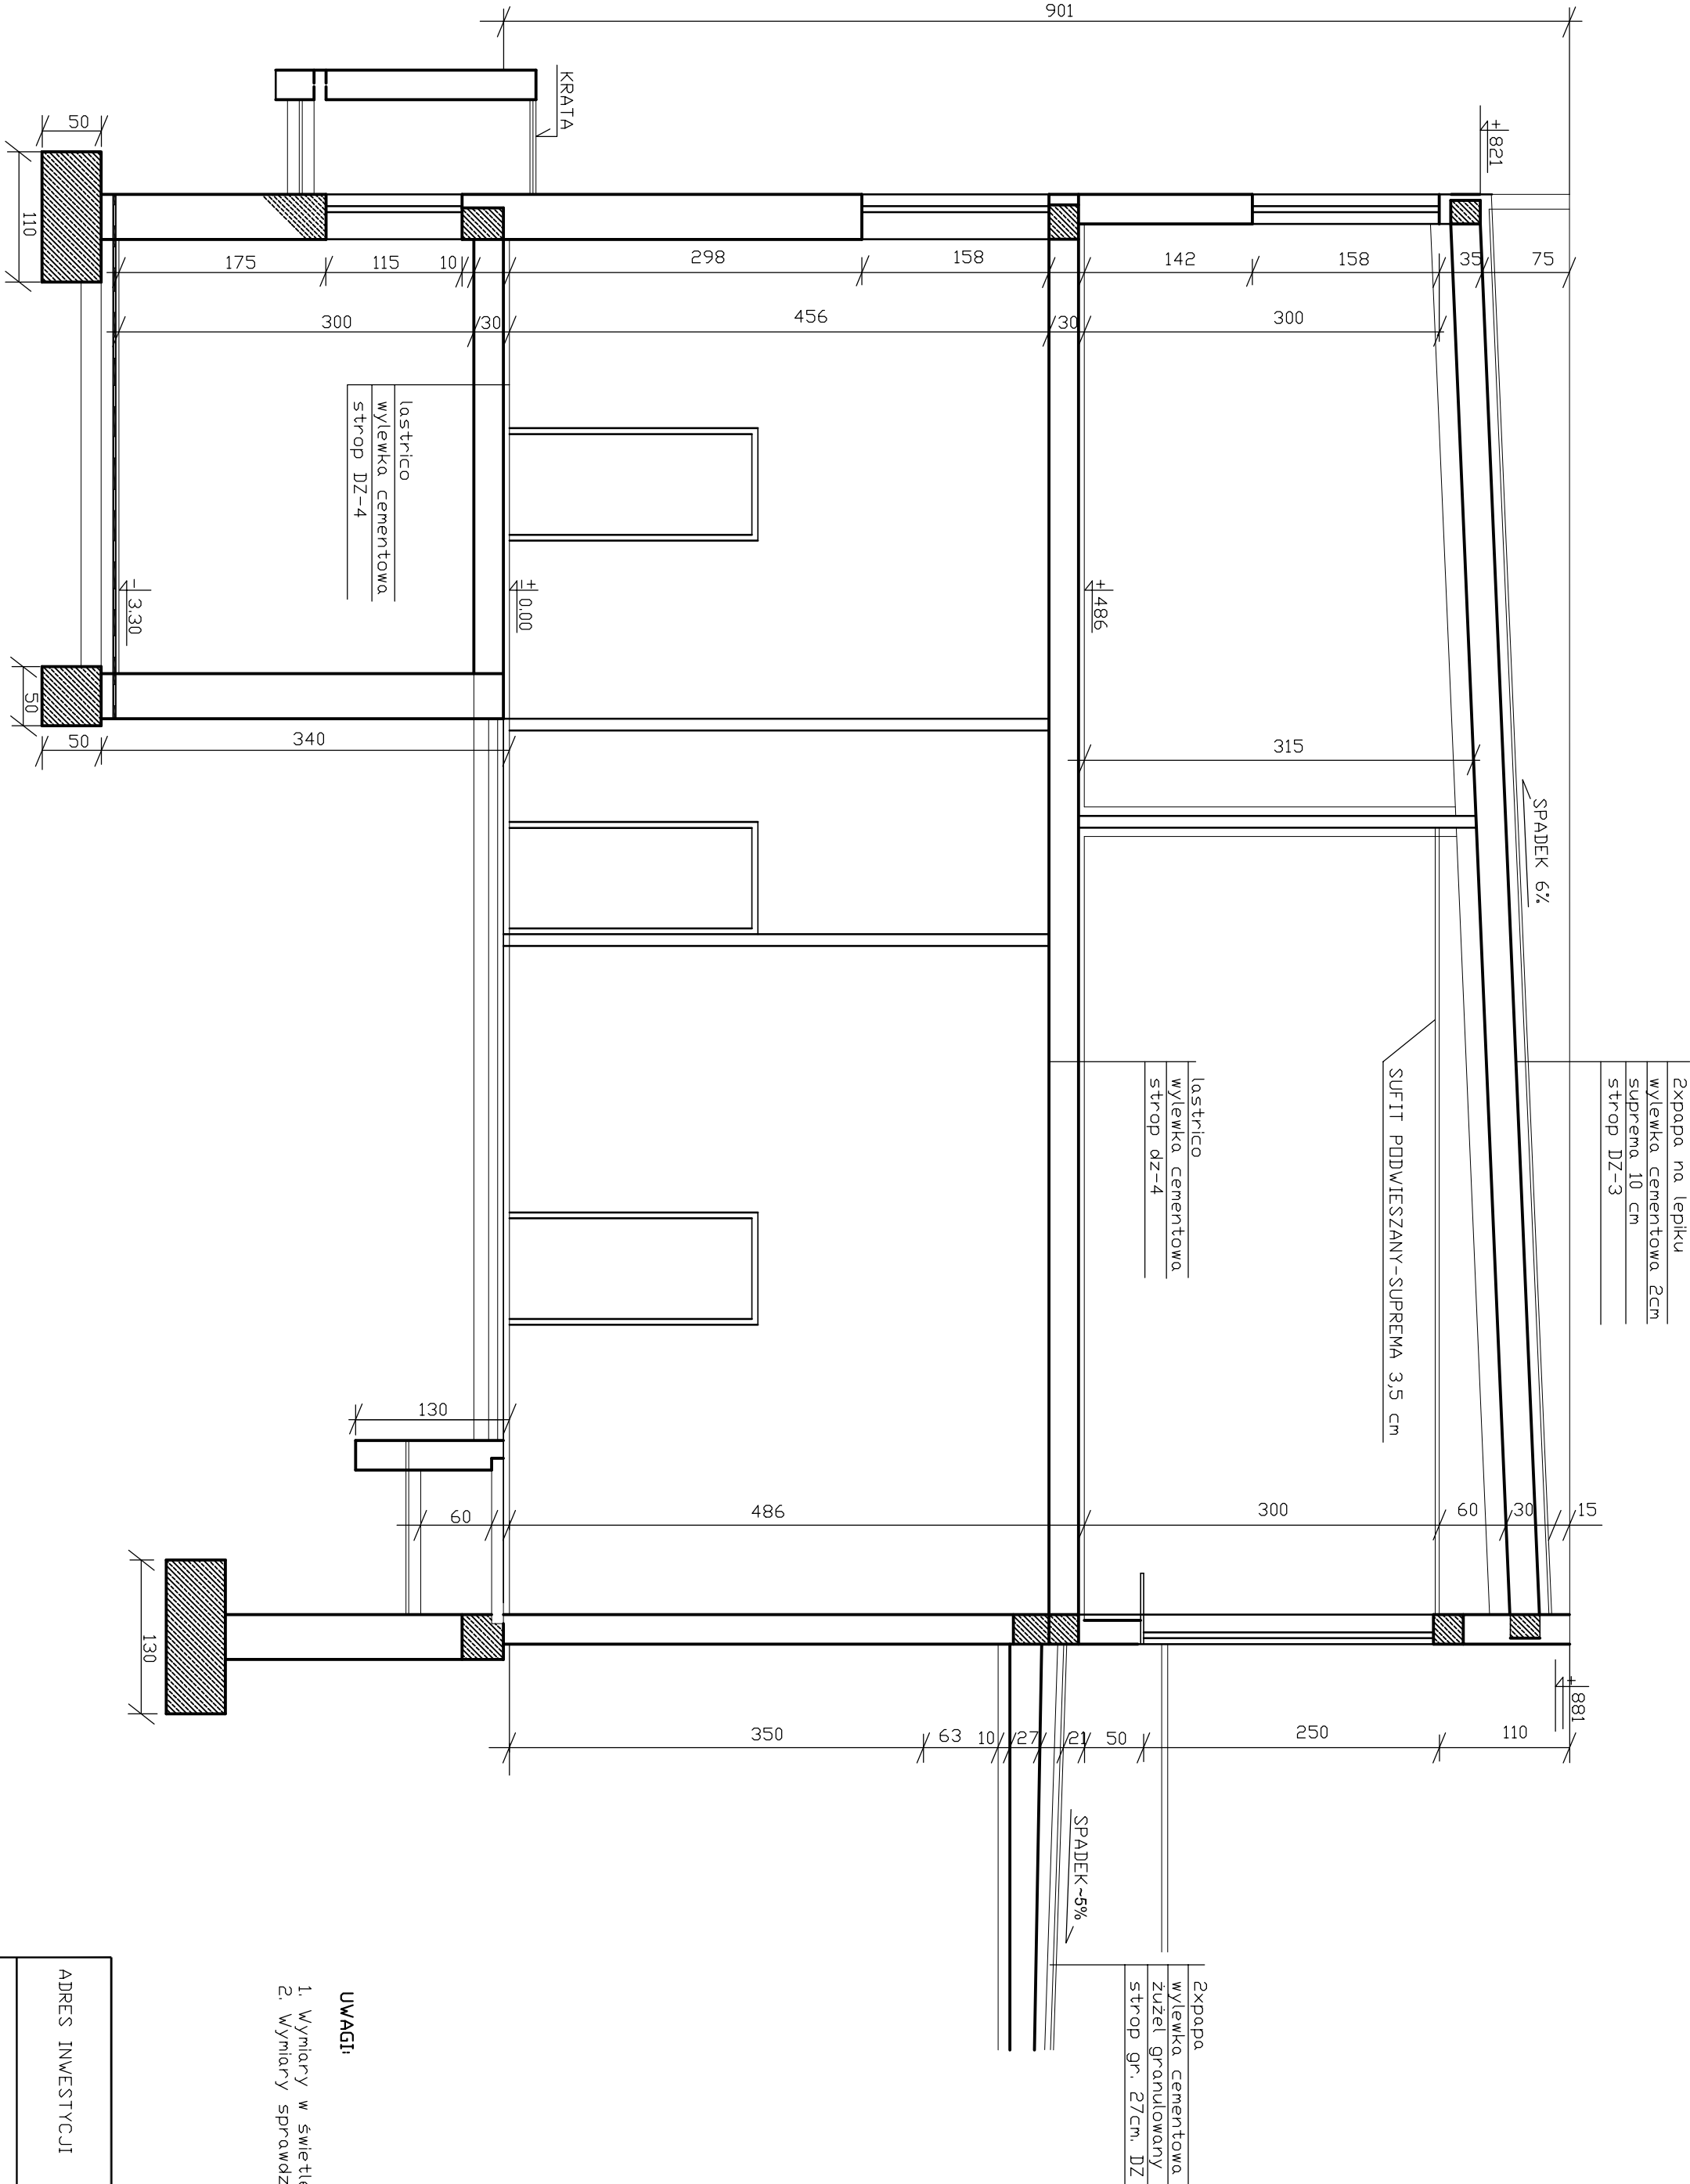 901
KRATA
+ 821
50
110
175
115
10
298
158
142
158
35
75
300
30
456
30
300
lastrico
wylewka cementowa
strop DZ-4
- 3.30
+ 0.00
+ 486
50
50
340
315
SPADEK 6%
2xpapa na lepiku
wylewka cementowa 2cm
suprema 10 cm
strop DZ-3
SUFIT PODWIESZANY-SUPREMA 3,5 cm
lastrico
wylewka cementowa
strop dz-4
130
60
486
300
60
30
15
130
+ 881
350
63
10
27
21
50
250
110
SPADEK ~5%
2xpapa
wylewka cementowa
żużel granulowany
strop gr. 27cm. DZ
UWAGI:
1. Wymiary w świetle
2. Wymiary sprawdz
ADRES INWESTYCJI